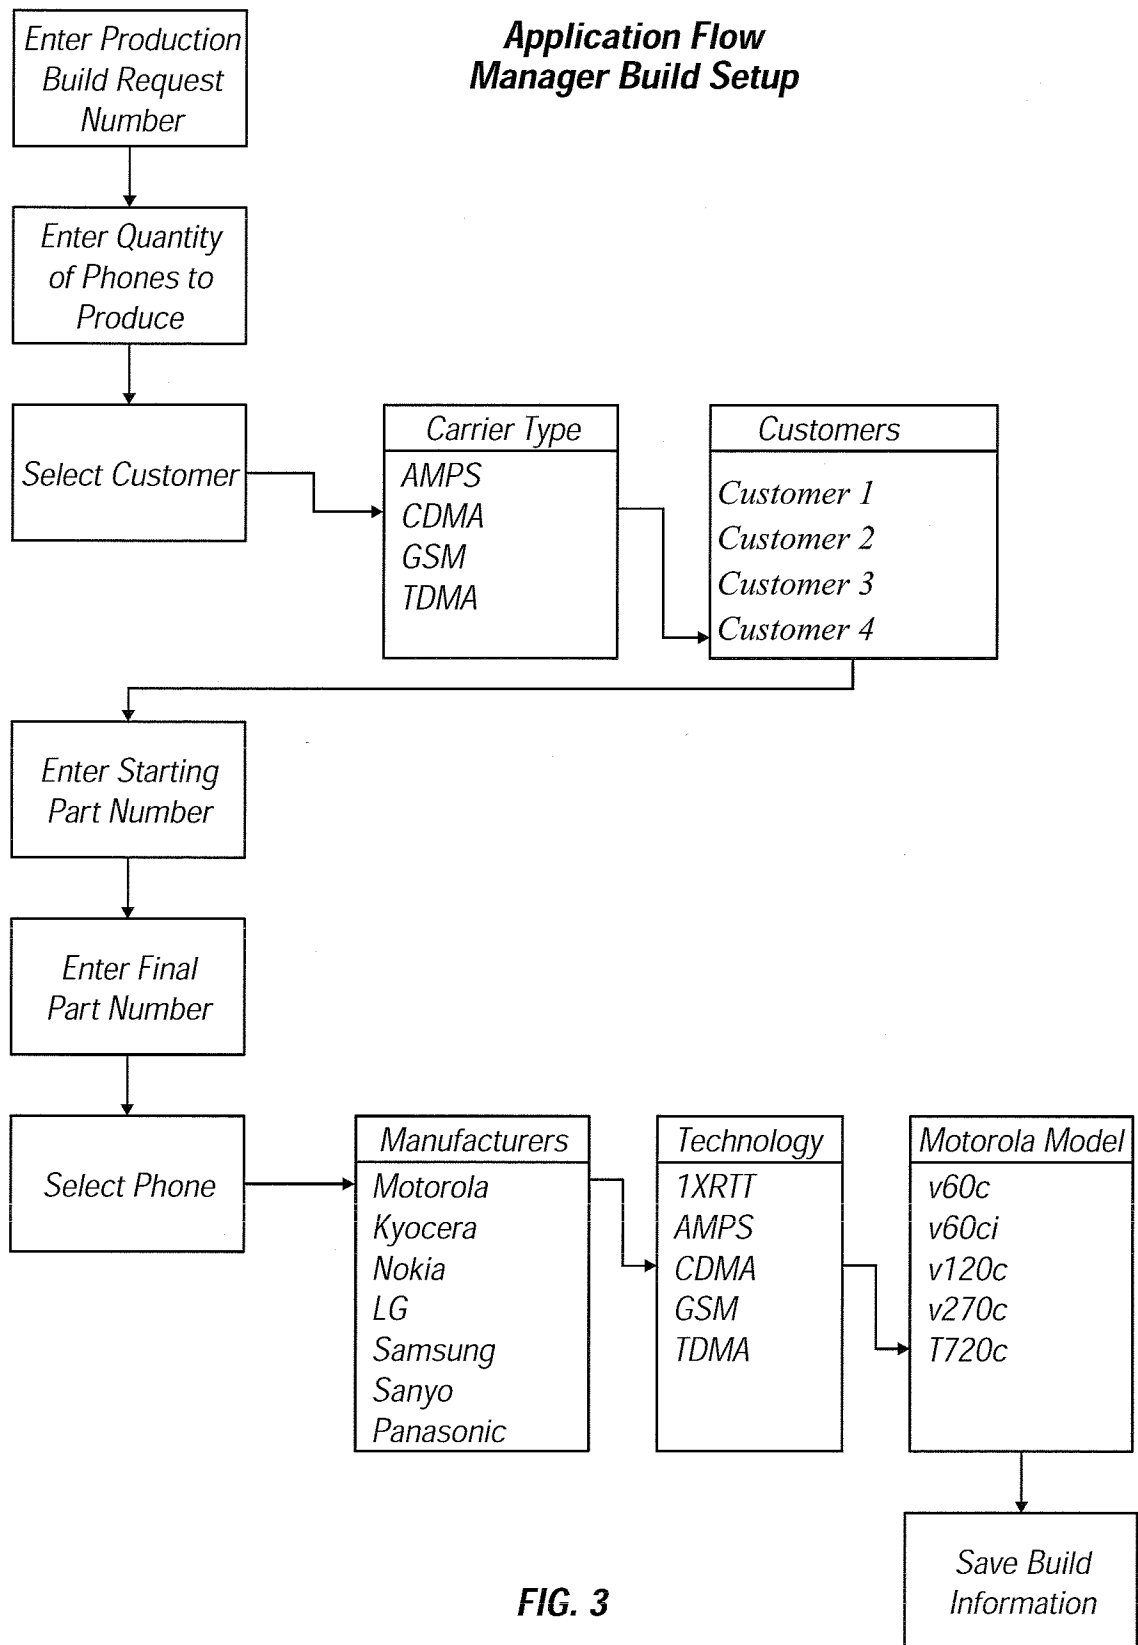 Application Flow
Manager Build Setup
Enter Production
Build Request
Number
Enter Quantity
of Phones to
Produce
Select Customer
Carrier Type
AMPS
CDMA
GSM
TDMA
Customers
Customer 1
Customer 2
Customer 3
Customer 4
Enter Starting
Part Number
Enter Final
Part Number
Select Phone
Manufacturers
Motorola
Kyocera
Nokia
LG
Samsung
Sanyo
Panasonic
Technology
1XRTT
AMPS
CDMA
GSM
TDMA
Motorola Model
v60c
v60ci
v120c
v270c
T720c
Save Build
Information
FIG. 3